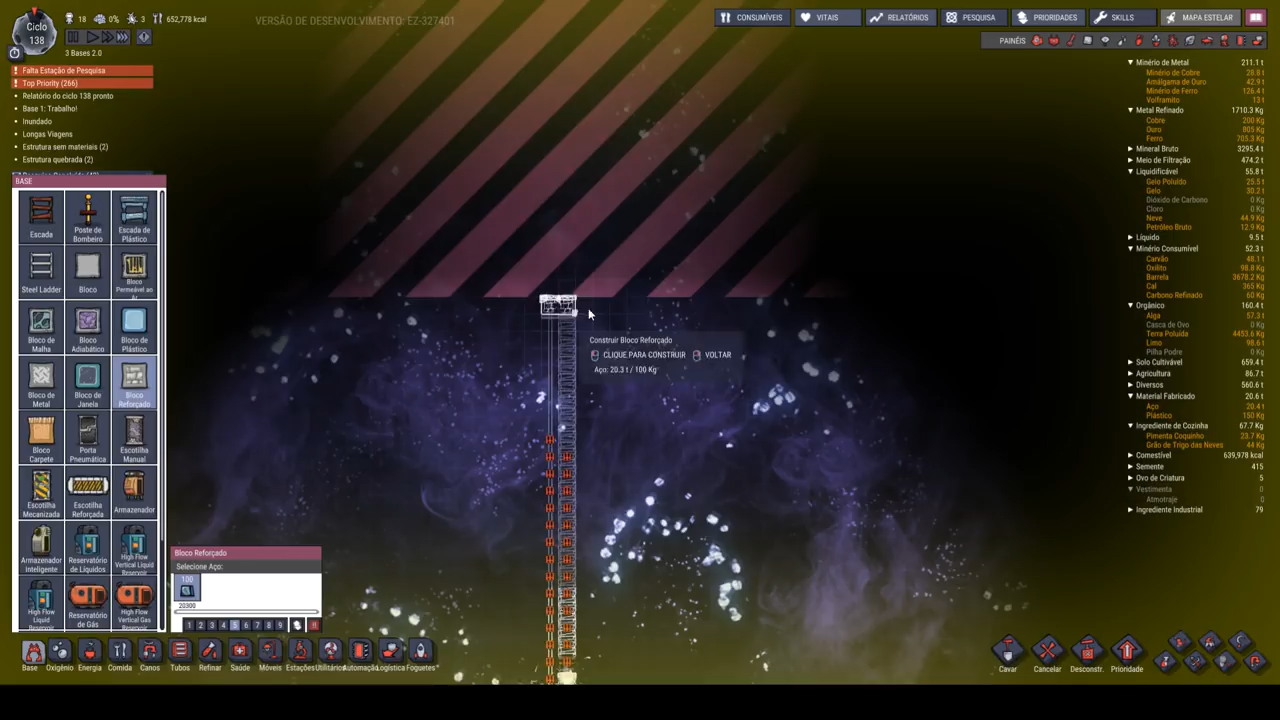 Ciclo
138
18
0%
3
652,778 kcal
3 Bases 2.0
VERSÃO DE DESENVOLVIMENTO: EZ-327401
CONSUMÍVEIS
VITAIS
RELATÓRIOS
PESQUISA
PRIORIDADES
SKILLS
MAPA ESTELAR
PAINÉIS
Falta Estação de Pesquisa
Top Priority (266)
Relatório do ciclo 138 pronto
Base 1: Trabalho!
Inundado
Longas Viagens
Estrutura sem materiais (2)
Estrutura quebrada (2)
BASE
Escada
Poste de Bombeiro
Escada de Plástico
Steel Ladder
Bloco
Bloco Permeável ao Ar
Bloco de Malha
Bloco Adiabático
Bloco de Plástico
Bloco de Metal
Bloco de Janela
Bloco Reforçado
Bloco Carpete
Porta Pneumática
Escotilha Manual
Escotilha Mecanizada
Escotilha Reforçada
Armazenador
Armazenador Inteligente
Reservatório de Líquidos
High Flow Vertical Liquid Reservoir
High Flow Liquid Reservoir
Reservatório de Gás
High Flow Vertical Gas Reservoir
Construir Bloco Reforçado
CLIQUE PARA CONSTRUIR
VOLTAR
Aço: 20.3 t / 100 Kg
Bloco Reforçado
Selecione Aço:
100
20300
1 2 3 4 5 6 7 8 9
Base
Oxigênio
Energia
Comida
Canos
Tubos
Refinar
Saúde
Móveis
Estações
Utilitários
Automação
Logística
Foguetes*
Cavar
Cancelar
Desconstr.
Prioridade
Minério de Metal 211.1 t
Minério de Cobre 28.8 t
Amálgama de Ouro 42.9 t
Minério de Ferro 126.4 t
Volframito 13 t
Metal Refinado 1710.3 Kg
Cobre 200 Kg
Ouro 805 Kg
Ferro 705.3 Kg
Mineral Bruto 3295.4 t
Meio de Filtração 474.2 t
Liquidificável 55.8 t
Gelo Poluído 25.5 t
Gelo 30.2 t
Dióxido de Carbono 0 Kg
Cloro 0 Kg
Neve 44.9 Kg
Petróleo Bruto 12.9 Kg
Líquido 9.5 t
Minério Consumível 52.3 t
Carvão 48.1 t
Oxilito 98.8 Kg
Barrela 3678.2 Kg
Cal 365 Kg
Carbono Refinado 60 Kg
Orgânico 160.4 t
Alga 57.3 t
Casca de Ovo 0 Kg
Terra Poluída 4453.6 Kg
Limo 98.6 t
Pilha Podre 0 Kg
Solo Cultivável 659.4 t
Agricultura 86.7 t
Diversos 560.6 t
Material Fabricado 20.6 t
Aço 20.4 t
Plástico 150 Kg
Ingrediente de Cozinha 67.7 Kg
Pimenta Coquinho 23.7 Kg
Grão de Trigo das Neves 44 Kg
Comestível 639,978 kcal
Semente 415
Ovo de Criatura 5
Vestimenta 0
Atmotraje 0
Ingrediente Industrial 79